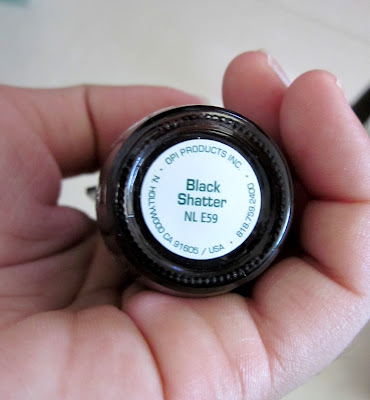 • OPI PRODUCTS INC. •
818.759.2400
N. HOLLYWOOD CA 91605 / USA •
Black
Shatter
NL E59